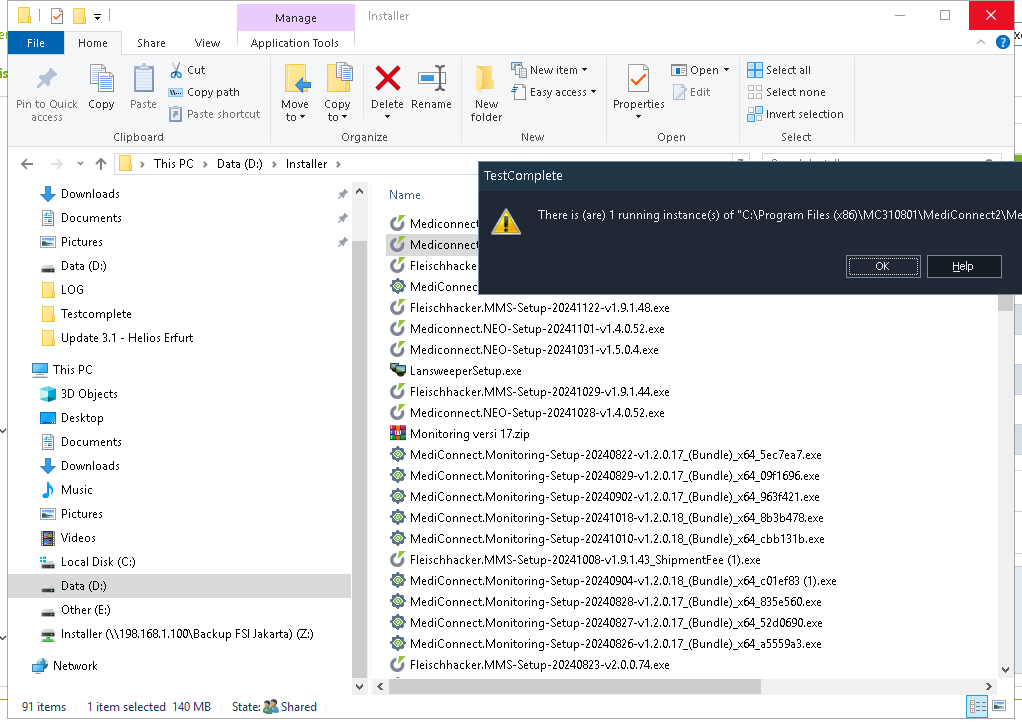 Manage
Installer
File
Home
Share
View
Application Tools
Pin to Quick access
Copy
Paste
Cut
Copy path
Paste shortcut
Clipboard
Move to
Copy to
Delete
Rename
Organize
New folder
New item
Easy access
New
Properties
Open
Edit
Open
Select all
Select none
Invert selection
Select
This PC
Data (D:)
Installer
Downloads
Documents
Pictures
Data (D:)
LOG
Testcomplete
Update 3.1 - Helios Erfurt
This PC
3D Objects
Desktop
Documents
Downloads
Music
Pictures
Videos
Local Disk (C:)
Data (D:)
Other (E:)
Installer (\\198.168.1.100\Backup FSI Jakarta) (Z:)
Network
TestComplete
There is (are) 1 running instance(s) of "C:\Program Files (x86)\MC310801\MediConnect2\Me
OK
Help
Name
Mediconnect
Mediconnect
Fleischhacke
MediConnec
Fleischhacker.MMS-Setup-20241122-v1.9.1.48.exe
Mediconnect.NEO-Setup-20241101-v1.4.0.52.exe
Mediconnect.NEO-Setup-20241031-v1.5.0.4.exe
LansweeperSetup.exe
Fleischhacker.MMS-Setup-20241029-v1.9.1.44.exe
Mediconnect.NEO-Setup-20241028-v1.4.0.52.exe
Monitoring versi 17.zip
MediConnect.Monitoring-Setup-20240822-v1.2.0.17_(Bundle)_x64_5ec7ea7.exe
MediConnect.Monitoring-Setup-20240829-v1.2.0.17_(Bundle)_x64_09f1696.exe
MediConnect.Monitoring-Setup-20240902-v1.2.0.17_(Bundle)_x64_963f421.exe
MediConnect.Monitoring-Setup-20241018-v1.2.0.18_(Bundle)_x64_8b3b478.exe
MediConnect.Monitoring-Setup-20241010-v1.2.0.18_(Bundle)_x64_cbb131b.exe
Fleischhacker.MMS-Setup-20241008-v1.9.1.43_ShipmentFee (1).exe
MediConnect.Monitoring-Setup-20240904-v1.2.0.18_(Bundle)_x64_c01ef83 (1).exe
MediConnect.Monitoring-Setup-20240828-v1.2.0.17_(Bundle)_x64_835e560.exe
MediConnect.Monitoring-Setup-20240827-v1.2.0.17_(Bundle)_x64_52d0690.exe
MediConnect.Monitoring-Setup-20240826-v1.2.0.17_(Bundle)_x64_a5559a3.exe
Fleischhacker.MMS-Setup-20240823-v2.0.0.74.exe
91 items
1 item selected
140 MB
State:
Shared